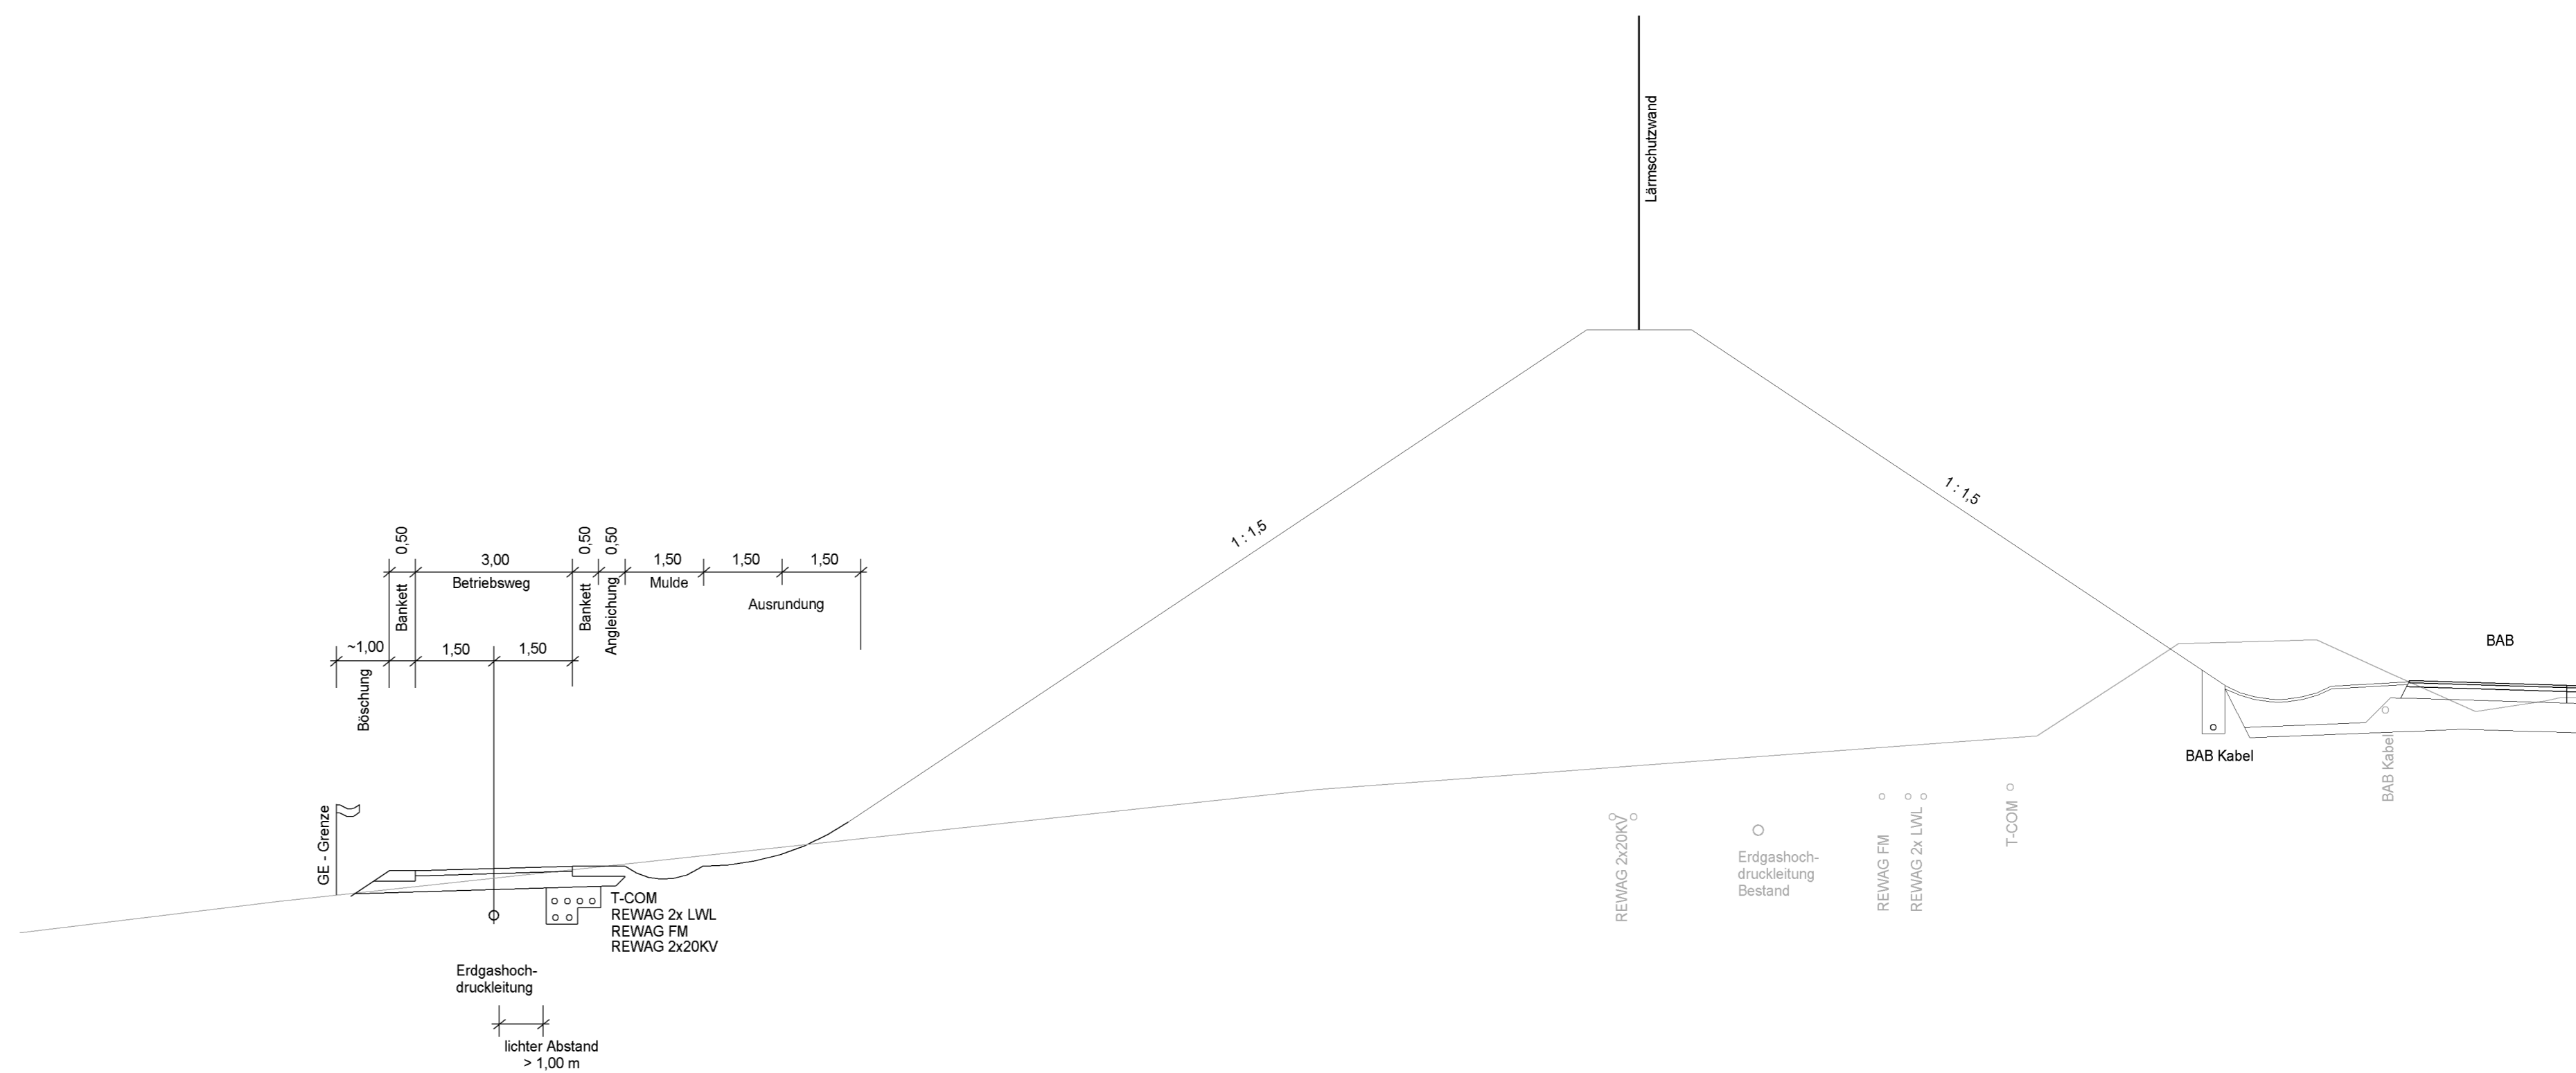 Lärmschutzwand
1 : 1,5
1 : 1,5
0,50
3,00
0,50
0,50
1,50
1,50
1,50
Bankett
Betriebsweg
Bankett
Angleichung
Mulde
Ausrundung
~1,00
1,50
1,50
Böschung
BAB
BAB Kabel
BAB Kabel
GE - Grenze
T-COM
REWAG 2x LWL
REWAG FM
REWAG 2x20KV
Erdgashoch-
druckleitung
lichter Abstand
> 1,00 m
REWAG 2x20KV
Erdgashoch-
druckleitung
Bestand
REWAG FM
REWAG 2x LWL
T-COM